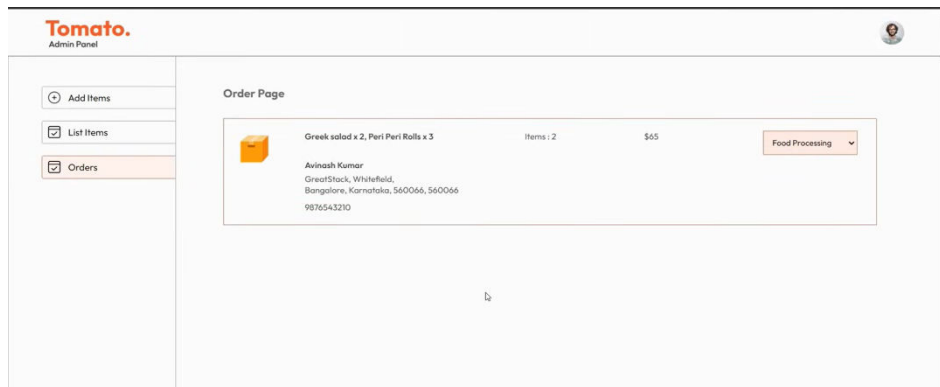 Tomato.
Admin Panel
Add Items
List Items
Orders
Order Page
Greek salad x 2, Peri Peri Rolls x 3
Items : 2
$65
Food Processing
Avinash Kumar
GreatStack, Whitefield,
Bangalore, Karnataka, 560066, 560066
9876543210